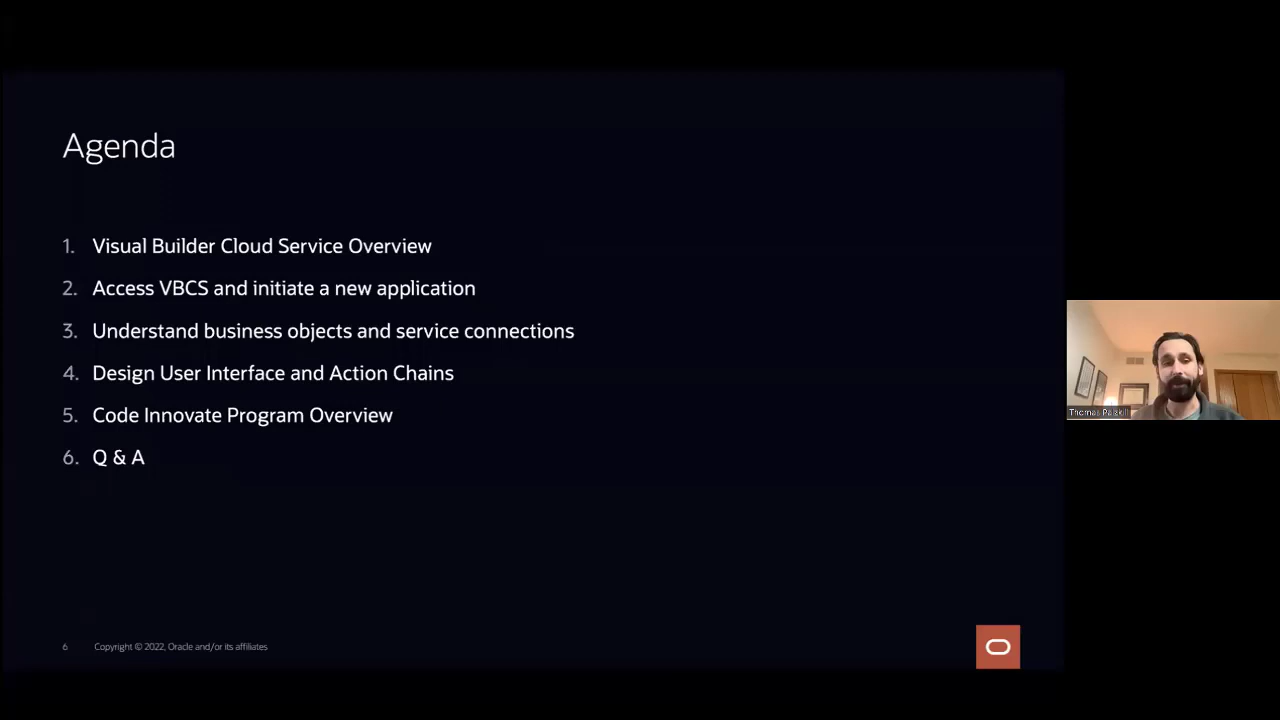 Agenda
1. Visual Builder Cloud Service Overview
2. Access VBCS and initiate a new application
3. Understand business objects and service connections
4. Design User Interface and Action Chains
5. Code Innovate Program Overview
6. Q & A
6 Copyright © 2022, Oracle and/or its affiliates
Thomas